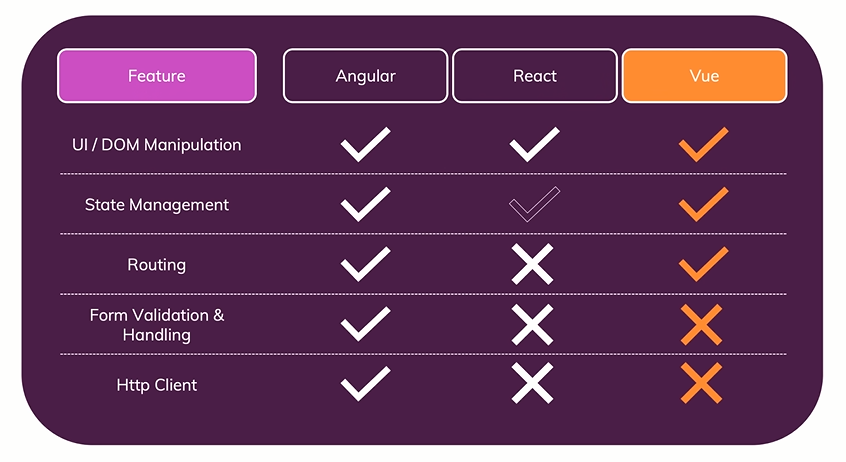 Feature Angular React Vue
UI / DOM Manipulation
State Management
Routing
Form Validation &
Handling
Http Client